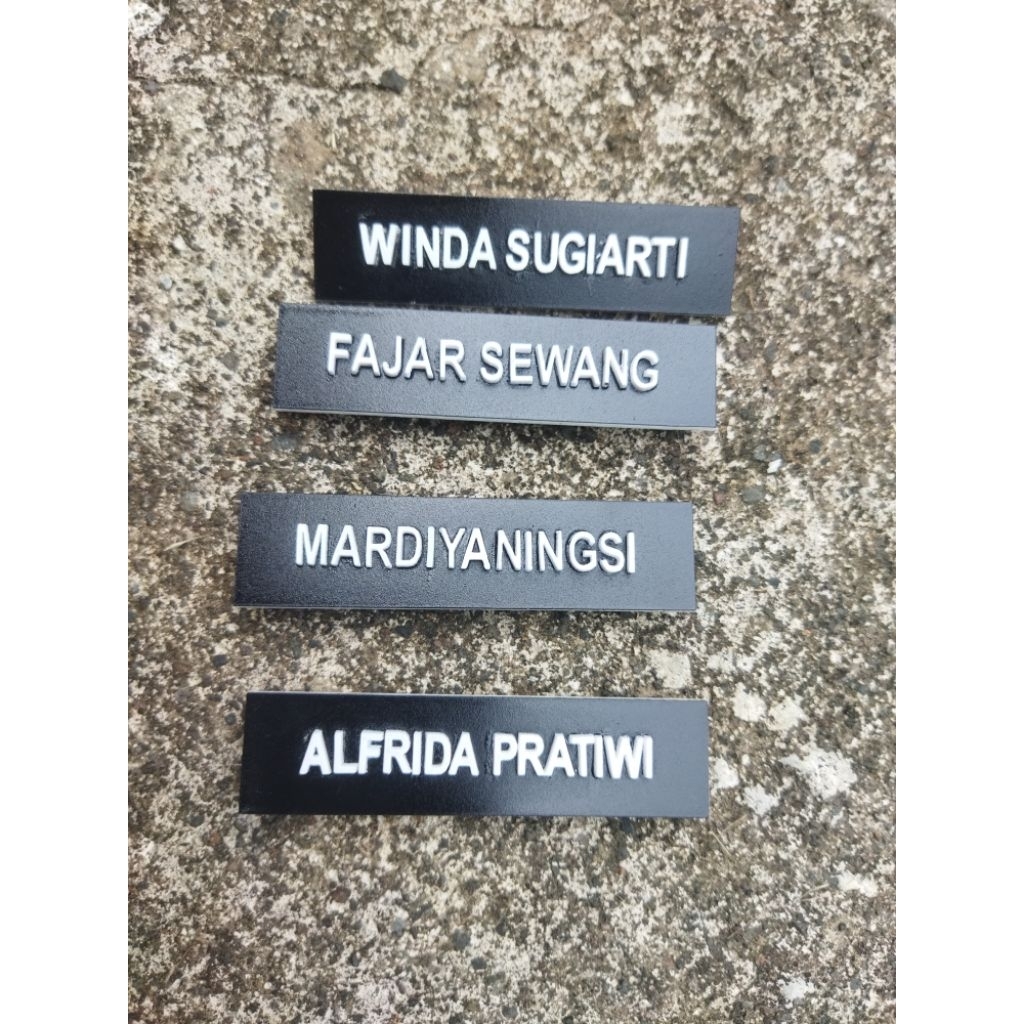 WINDA SUGIARTI
FAJAR SEWANG
MARDIYANINGSI
ALFRIDA PRATIWI